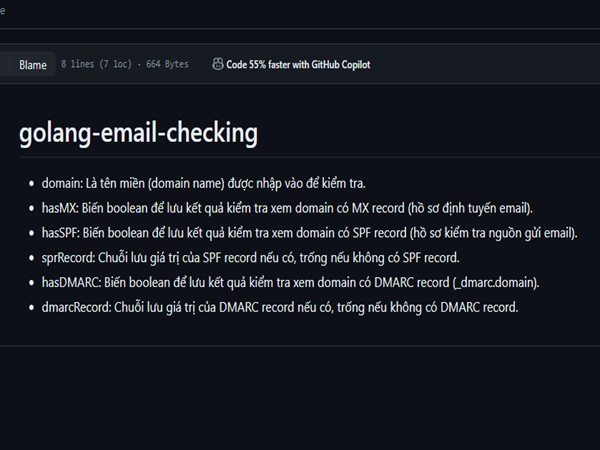 e
Blame 8 lines (7 loc) · 664 Bytes Code 55% faster with GitHub Copilot
golang-email-checking
• domain: Là tên miền (domain name) được nhập vào để kiểm tra.
• hasMX: Biến boolean để lưu kết quả kiểm tra xem domain có MX record (hồ sơ định tuyến email).
• hasSPF: Biến boolean để lưu kết quả kiểm tra xem domain có SPF record (hồ sơ kiểm tra nguồn gửi email).
• sprRecord: Chuỗi lưu giá trị của SPF record nếu có, trống nếu không có SPF record.
• hasDMARC: Biến boolean để lưu kết quả kiểm tra xem domain có DMARC record (_dmarc.domain).
• dmarcRecord: Chuỗi lưu giá trị của DMARC record nếu có, trống nếu không có DMARC record.